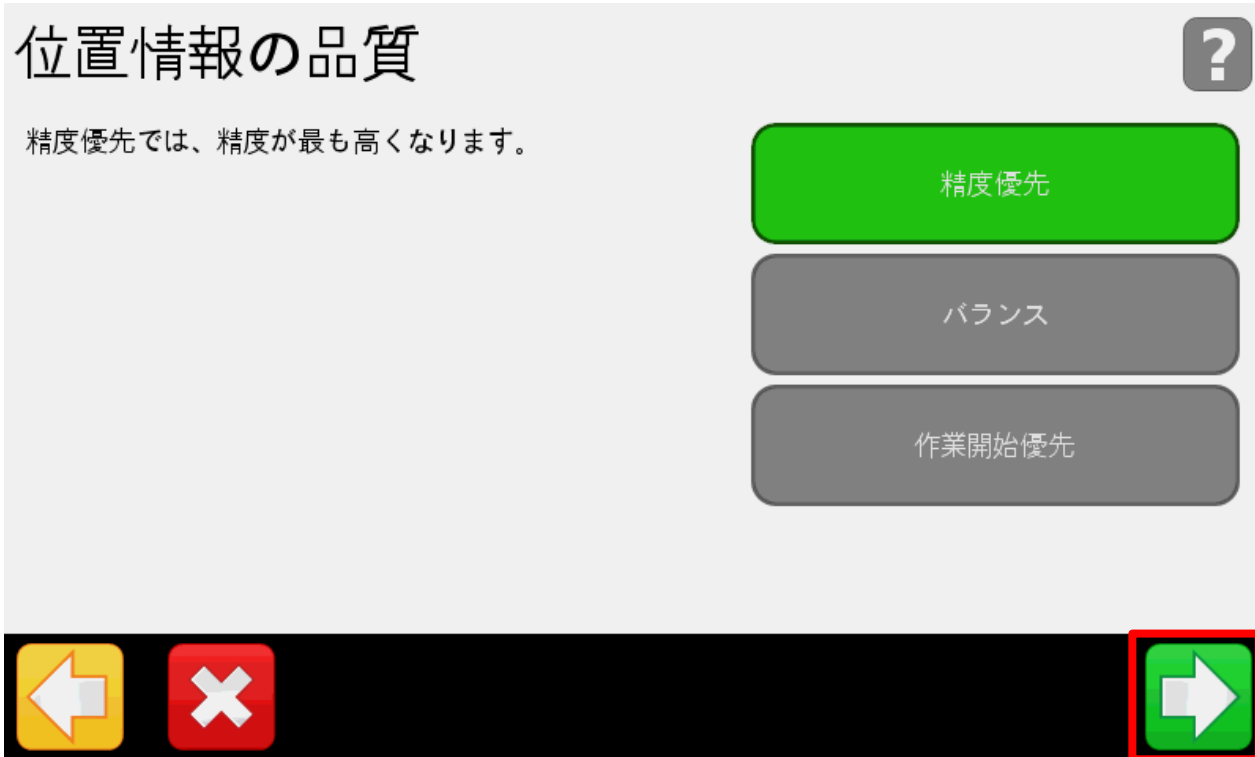 位置情報の品質
?
精度優先では、精度が最も高くなります。
精度優先
バランス
作業開始優先